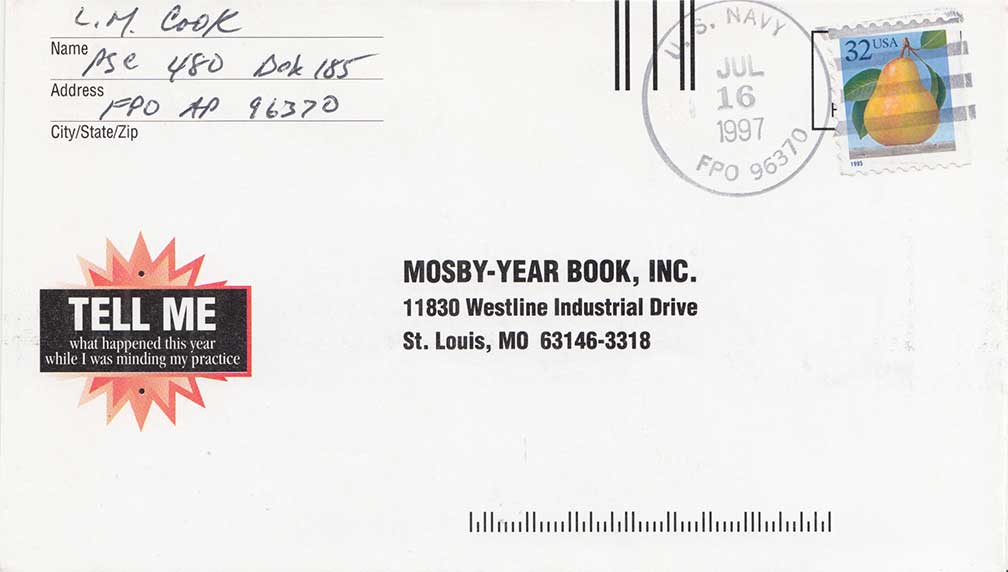 L. M. Cook
Name
PSC 480 Box 185
Address
FPO AP 96370
City/State/Zip
U.S. NAVY
JUL
16
1997
FPO 96370
32 USA
1995
TELL ME
what happened this year
while I was minding my practice
MOSBY-YEAR BOOK, INC.
11830 Westline Industrial Drive
St. Louis, MO 63146-3318